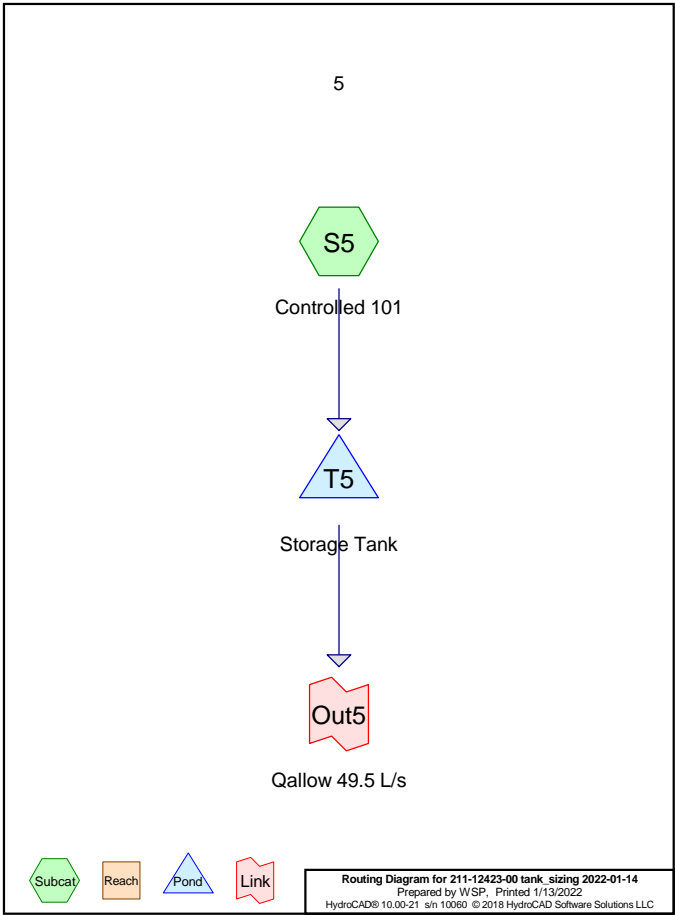 5
S5
Controlled 101
T5
Storage Tank
Out5
Qallow 49.5 L/s
Subcat
Reach
Pond
Link
Routing Diagram for 211-12423-00 tank_sizing 2022-01-14
Prepared by WSP, Printed 1/13/2022
HydroCAD® 10.00-21 s/n 10060 © 2018 HydroCAD Software Solutions LLC